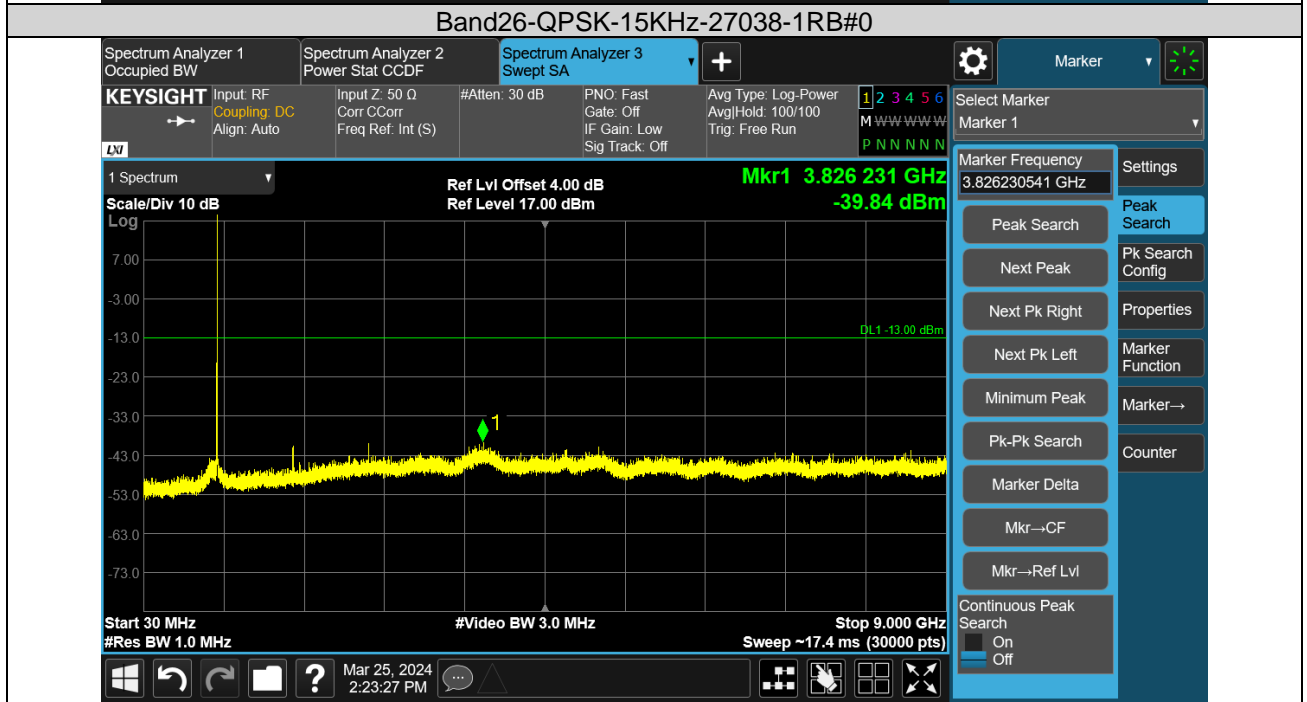 Band26-QPSK-15KHz-27038-1RB#0
Spectrum Analyzer 1
Occupied BW
Spectrum Analyzer 2
Power Stat CCDF
Spectrum Analyzer 3
Swept SA
Marker
KEYSIGHT
LXI
Input: RF
Coupling: DC
Align: Auto
Input Z: 50 Ω
Corr CCorr
Freq Ref: Int (S)
#Atten: 30 dB
PNO: Fast
Gate: Off
IF Gain: Low
Sig Track: Off
Avg Type: Log-Power
Avg|Hold: 100/100
Trig: Free Run
1 2 3 4 5 6
M W W W W W
P N N N N N
Select Marker
Marker 1
1 Spectrum
Scale/Div 10 dB
Log
Ref Lvl Offset 4.00 dB
Ref Level 17.00 dBm
Mkr1 3.826 231 GHz
-39.84 dBm
7.00
-3.00
-13.0
-23.0
-33.0
-43.0
-53.0
-63.0
-73.0
DL1 -13.00 dBm
1
Start 30 MHz
#Res BW 1.0 MHz
#Video BW 3.0 MHz
Stop 9.000 GHz
Sweep ~17.4 ms (30000 pts)
Marker Frequency
3.826230541 GHz
Peak Search
Next Peak
Next Pk Right
Next Pk Left
Minimum Peak
Pk-Pk Search
Marker Delta
Mkr→CF
Mkr→Ref Lvl
Continuous Peak
Search
On
Off
Settings
Peak
Search
Pk Search
Config
Properties
Marker
Function
Marker→
Counter
?
Mar 25, 2024
2:23:27 PM